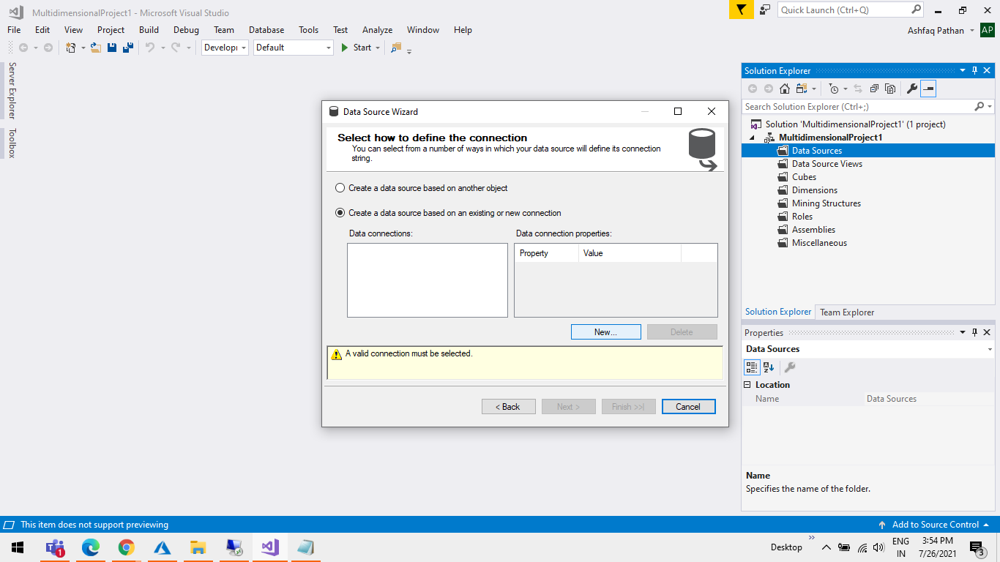 MultidimensionalProject1 - Microsoft Visual Studio
Quick Launch (Ctrl+Q)
File Edit View Project Build Debug Team Database Tools Test Analyze Window Help
Ashfaq Pathan AP
Developı Default Start
Server Explorer
Toolbox
Data Source Wizard
Select how to define the connection
You can select from a number of ways in which your data source will define its connection
string.
Create a data source based on another object
Create a data source based on an existing or new connection
Data connections: Data connection properties:
Property Value
New... Delete
A valid connection must be selected.
< Back Next > Finish >>| Cancel
Solution Explorer
Search Solution Explorer (Ctrl+;)
Solution 'MultidimensionalProject1' (1 project)
MultidimensionalProject1
Data Sources
Data Source Views
Cubes
Dimensions
Mining Structures
Roles
Assemblies
Miscellaneous
Solution Explorer Team Explorer
Properties
Data Sources
Location
Name Data Sources
Name
Specifies the name of the folder.
This item does not support previewing
Add to Source Control
1
Desktop
ENG
IN
3:54 PM
7/26/2021
3